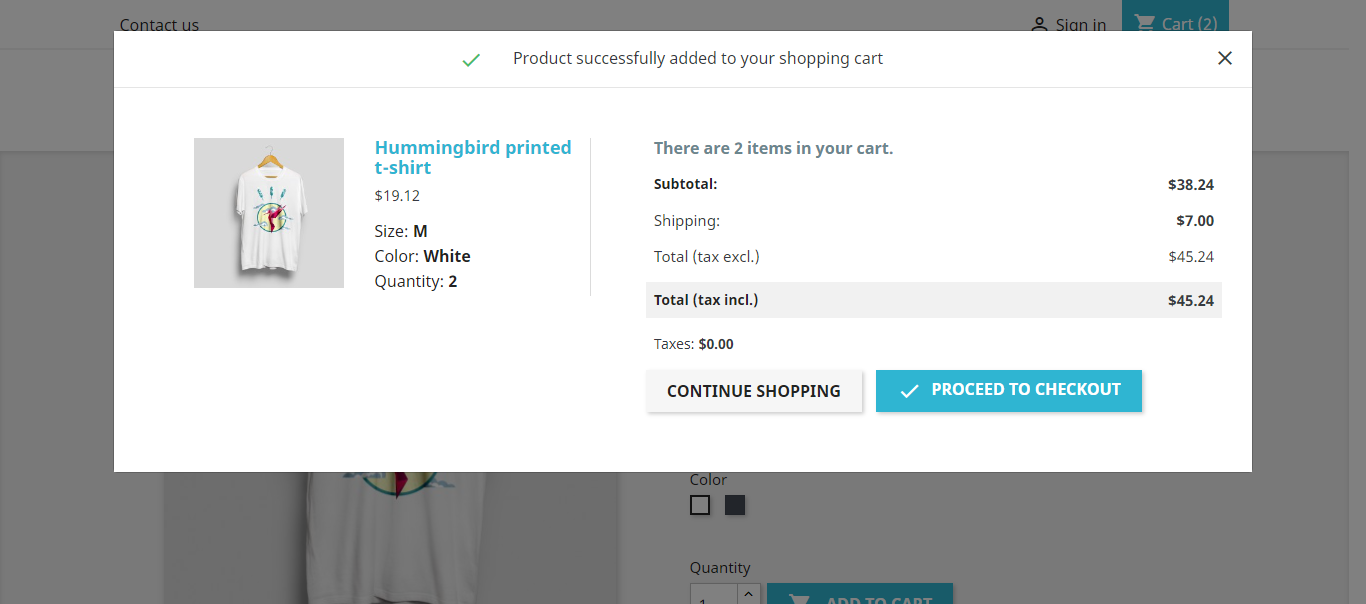 Contact us
Sign in
Cart (2)
Product successfully added to your shopping cart
Hummingbird printed
t-shirt
$19.12
Size: M
Color: White
Quantity: 2
There are 2 items in your cart.
Subtotal: $38.24
Shipping: $7.00
Total (tax excl.) $45.24
Total (tax incl.) $45.24
Taxes: $0.00
CONTINUE SHOPPING
PROCEED TO CHECKOUT
Color
Quantity
1
ADD TO CART